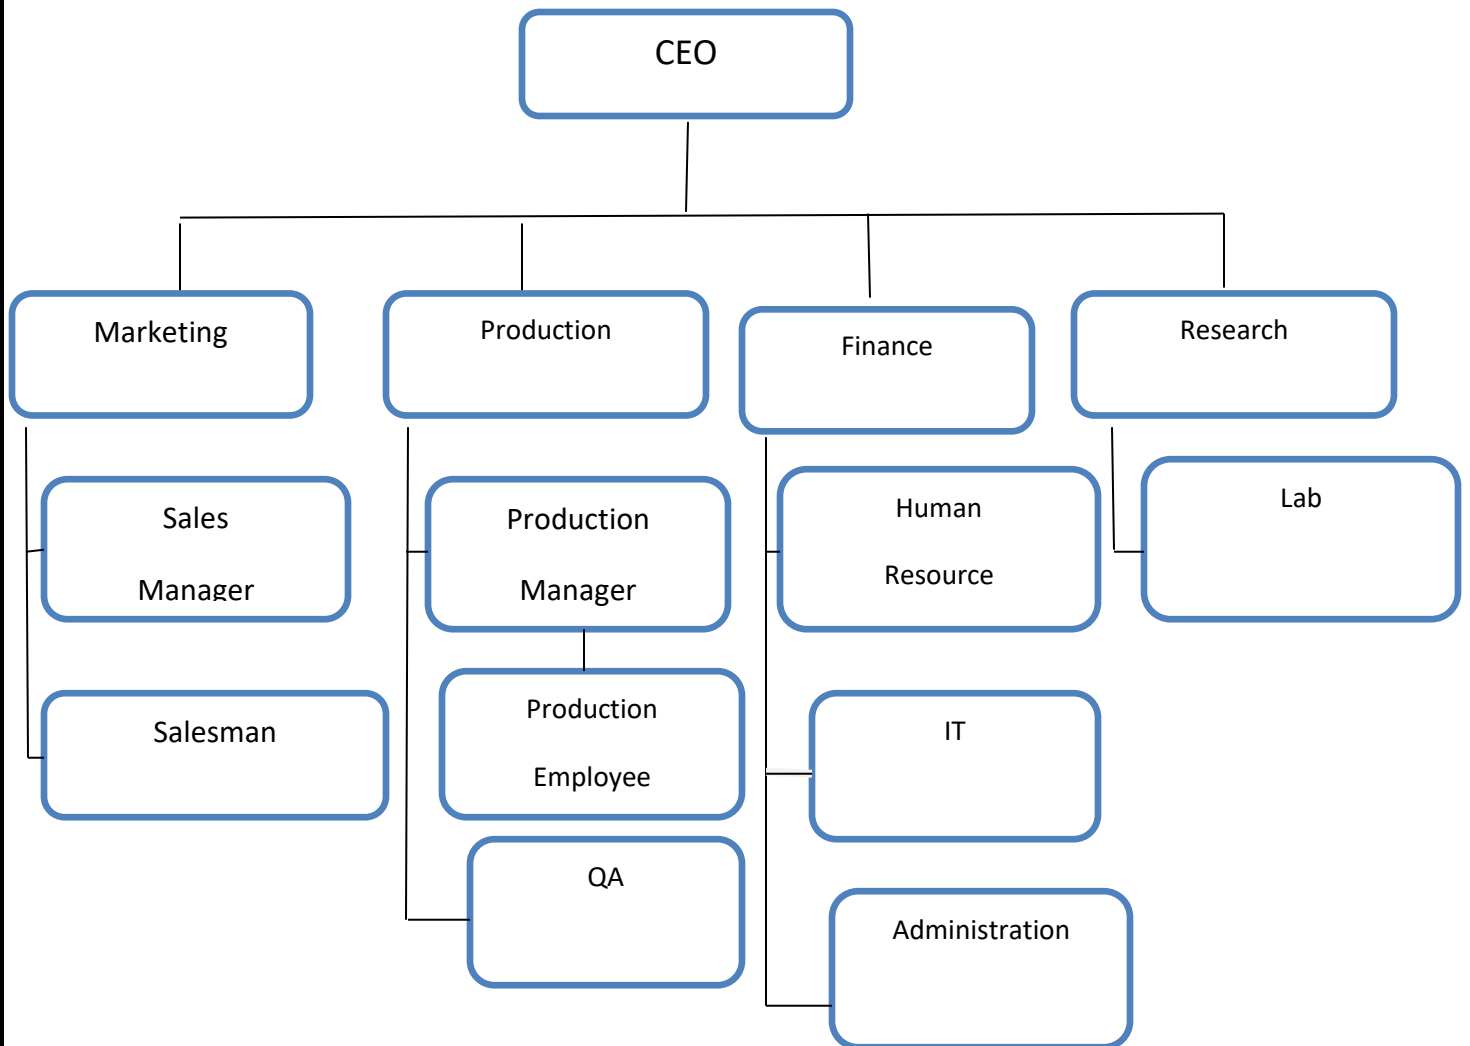 CEO
Marketing
Production
Finance
Research
Sales
Manager
Production
Manager
Human
Resource
Lab
Salesman
Production
Employee
IT
QA
Administration